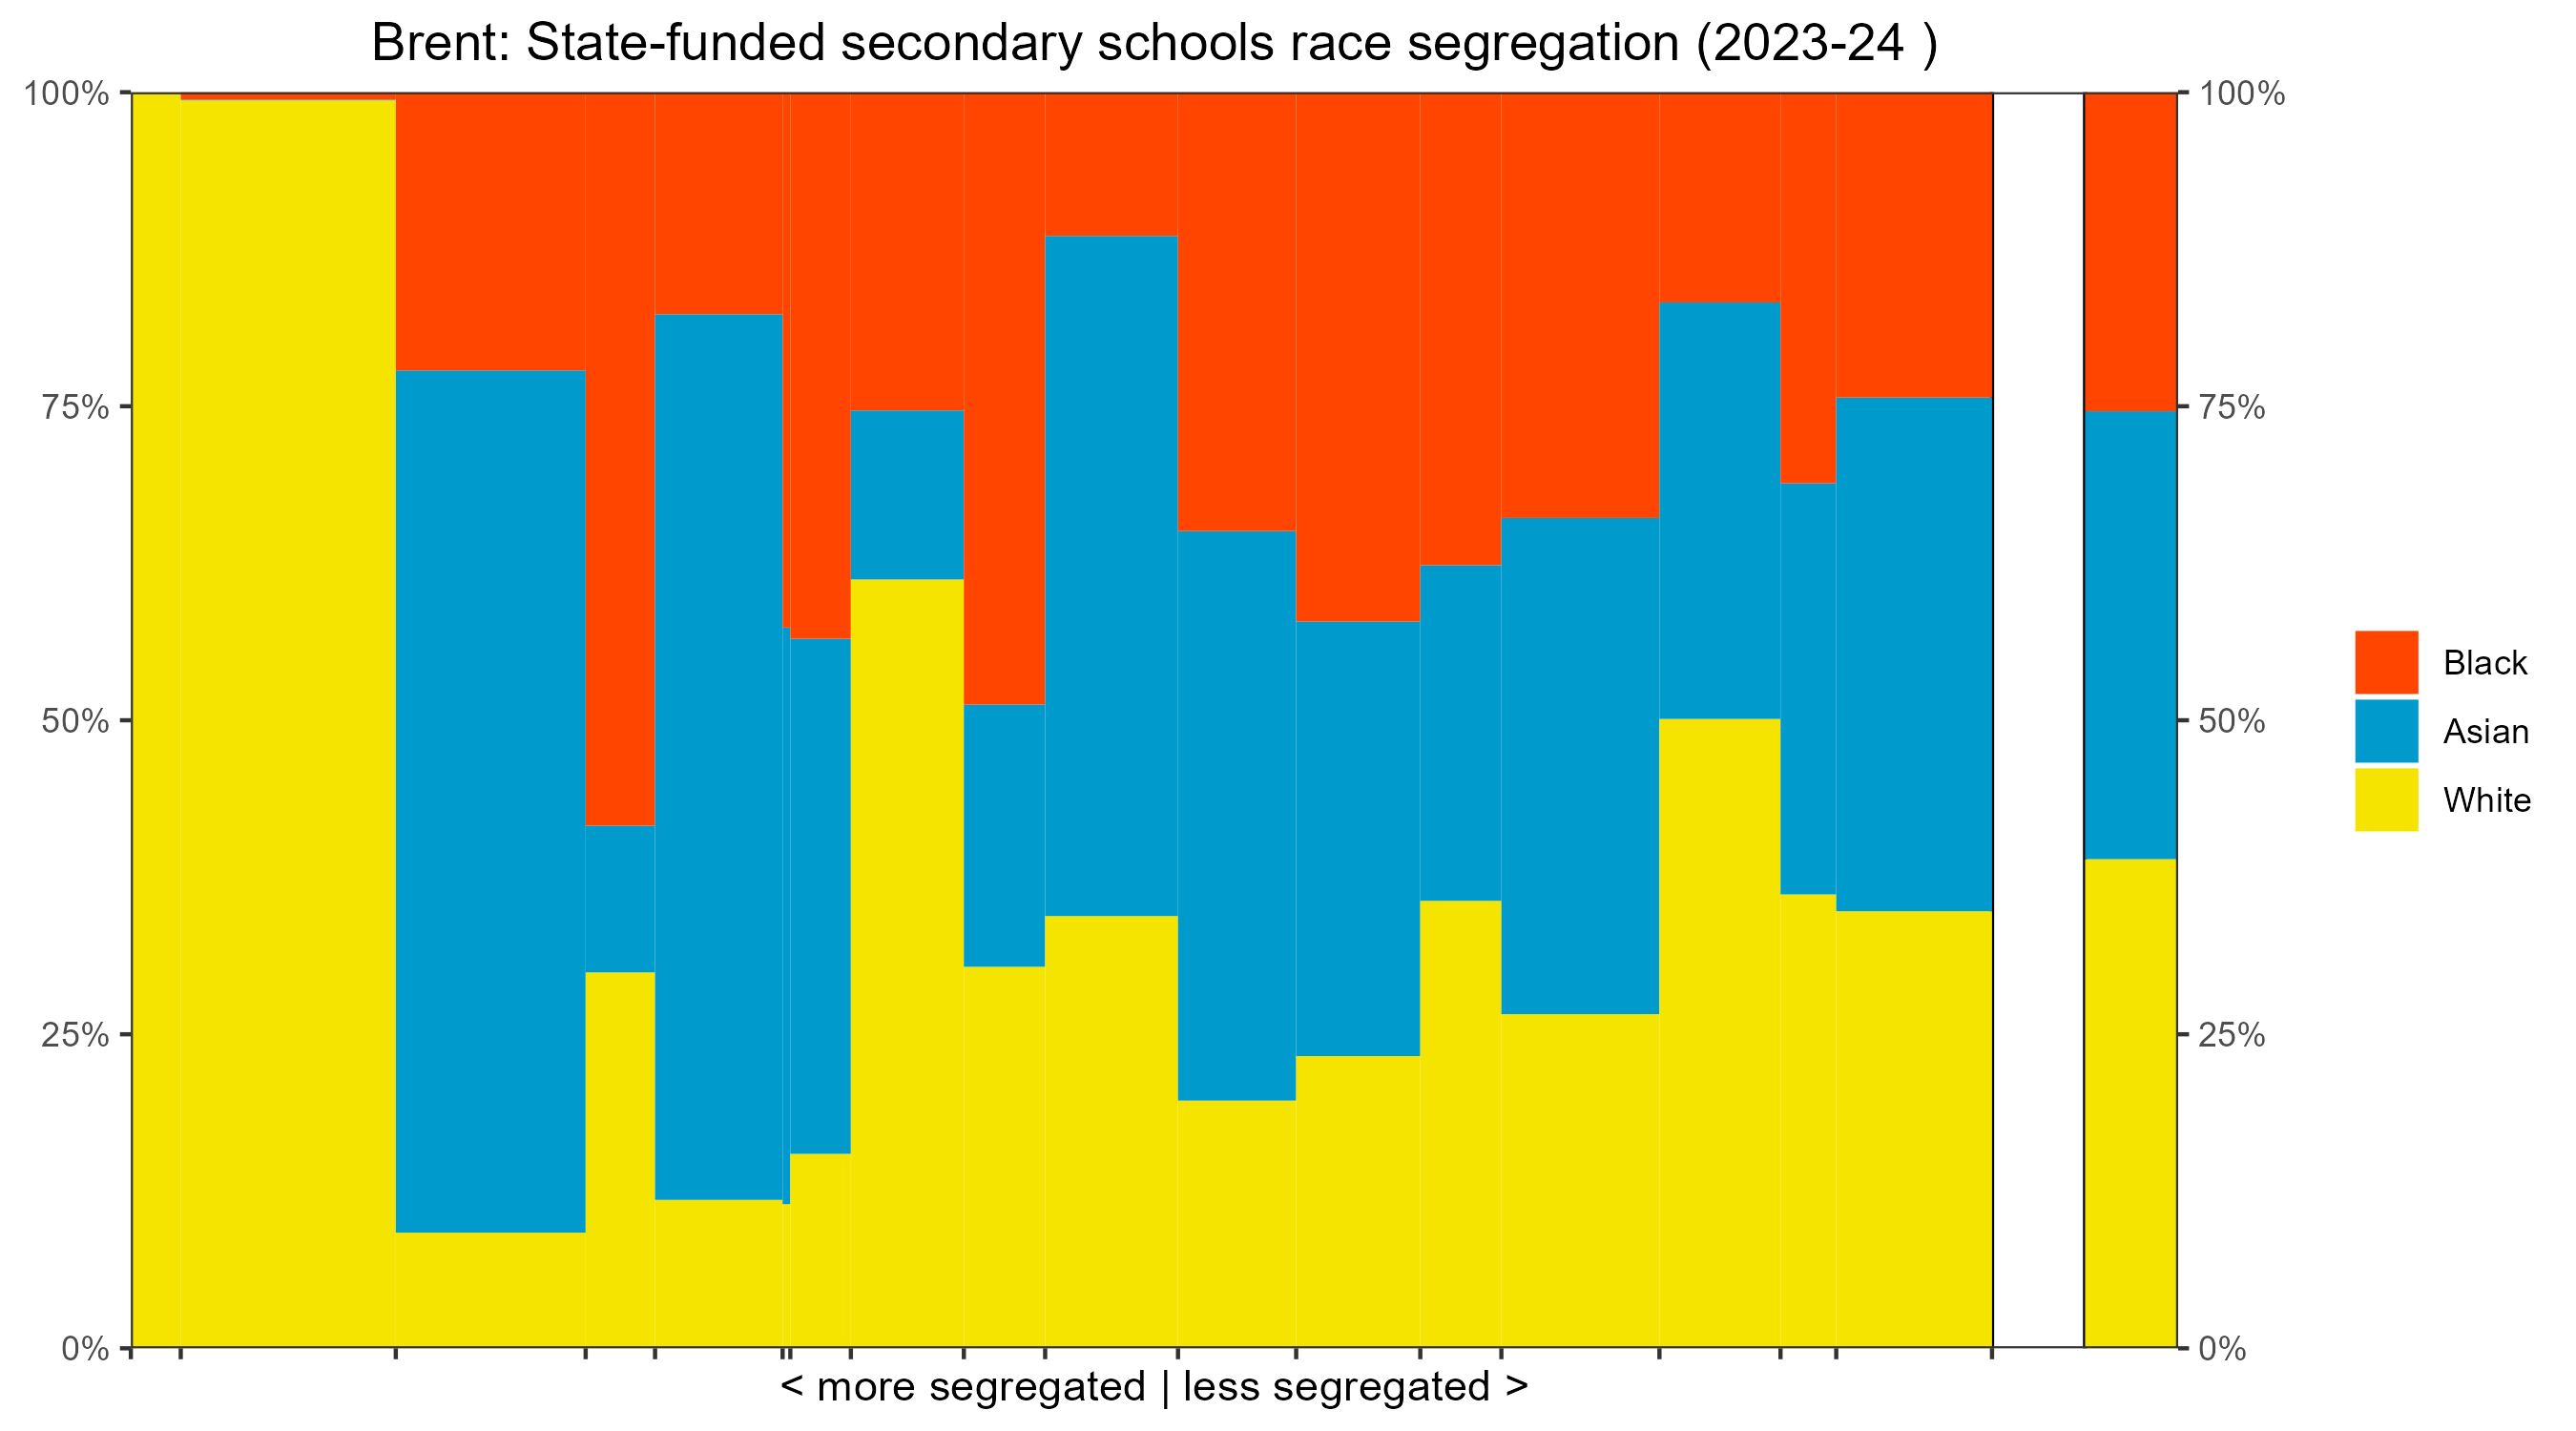 Brent: State-funded secondary schools race segregation (2023-24 )
100%
75%
50%
25%
0%
100%
75%
50%
25%
0%
Black
Asian
White
< more segregated | less segregated >